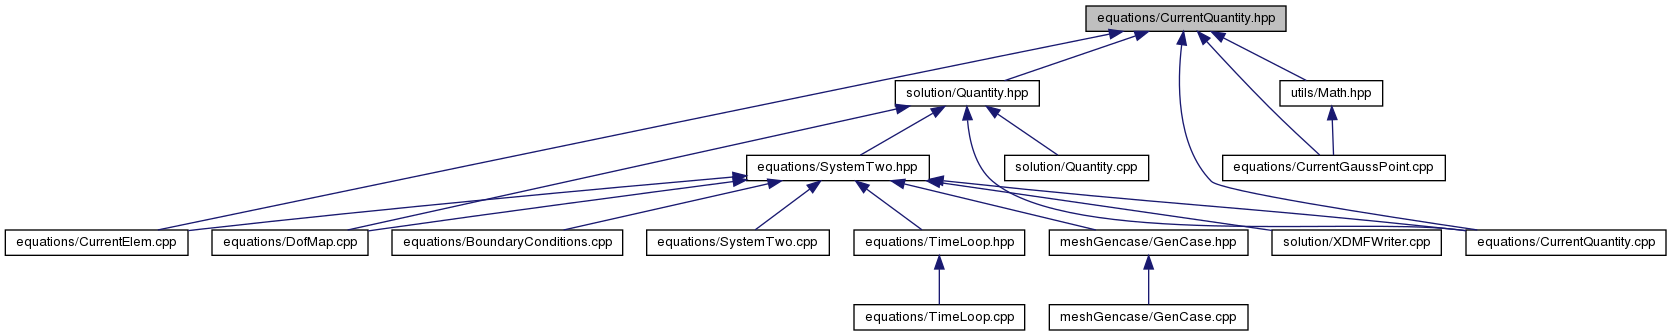 equations/CurrentQuantity.hpp
solution/Quantity.hpp
utils/Math.hpp
equations/SystemTwo.hpp
solution/Quantity.cpp
equations/CurrentGaussPoint.cpp
equations/CurrentElem.cpp
equations/DofMap.cpp
equations/BoundaryConditions.cpp
equations/SystemTwo.cpp
equations/TimeLoop.hpp
meshGencase/GenCase.hpp
solution/XDMFWriter.cpp
equations/CurrentQuantity.cpp
equations/TimeLoop.cpp
meshGencase/GenCase.cpp